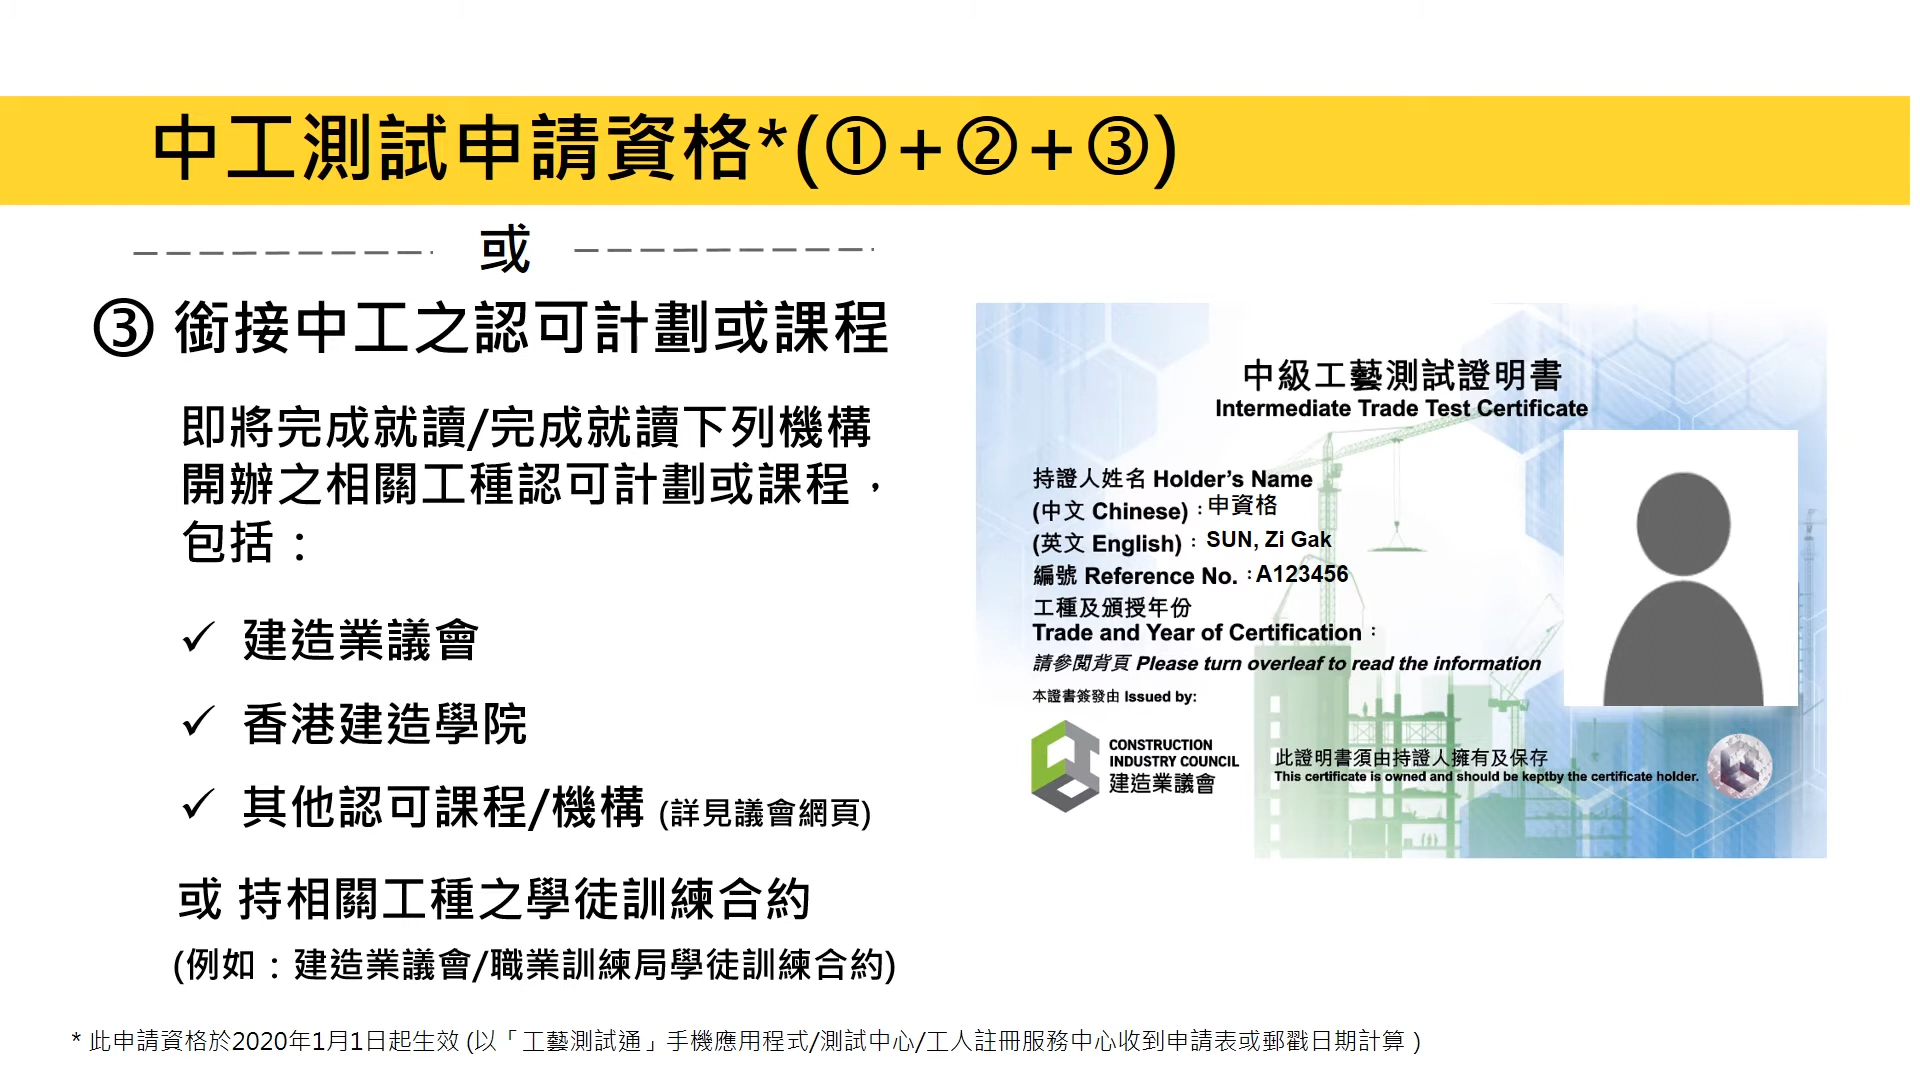 中工測試申請資格*(①+②+③)
或
③ 銜接中工之認可計劃或課程
即將完成就讀/完成就讀下列機構
開辦之相關工種認可計劃或課程，
包括：
✓ 建造業議會
✓ 香港建造學院
✓ 其他認可課程/機構 (詳見議會網頁)
或 持相關工種之學徒訓練合約
(例如：建造業議會/職業訓練局學徒訓練合約)
中級工藝測試證明書
Intermediate Trade Test Certificate
持證人姓名 Holder's Name
(中文 Chinese)：申資格
(英文 English)：SUN, Zi Gak
編號 Reference No.：A123456
工種及頒授年份
Trade and Year of Certification：
請參閱背頁 Please turn overleaf to read the information
本證書簽發由 Issued by:
CONSTRUCTION
INDUSTRY COUNCIL
建造業議會
此證明書須由持證人擁有及保存
This certificate is owned and should be keptby the certificate holder.
* 此申請資格於2020年1月1日起生效 (以「工藝測試通」手機應用程式/測試中心/工人註冊服務中心收到申請表或郵戳日期計算 )